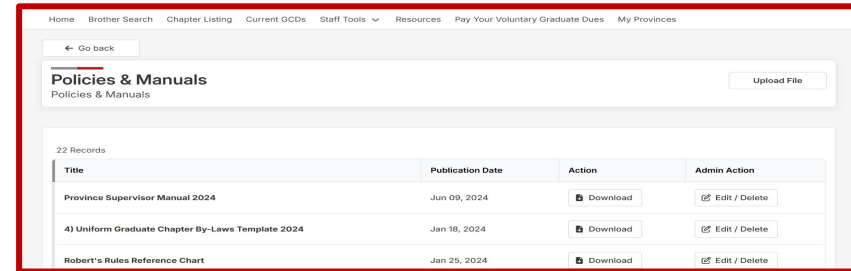 Home Brother Search Chapter Listing Current GCDs Staff Tools Resources Pay Your Voluntary Graduate Dues My Provinces
← Go back
Policies & Manuals
Upload File
Policies & Manuals
22 Records
Title Publication Date Action Admin Action
Province Supervisor Manual 2024 Jun 09, 2024 Download Edit / Delete
4) Uniform Graduate Chapter By-Laws Template 2024 Jan 18, 2024 Download Edit / Delete
Robert's Rules Reference Chart Jan 25, 2024 Download Edit / Delete